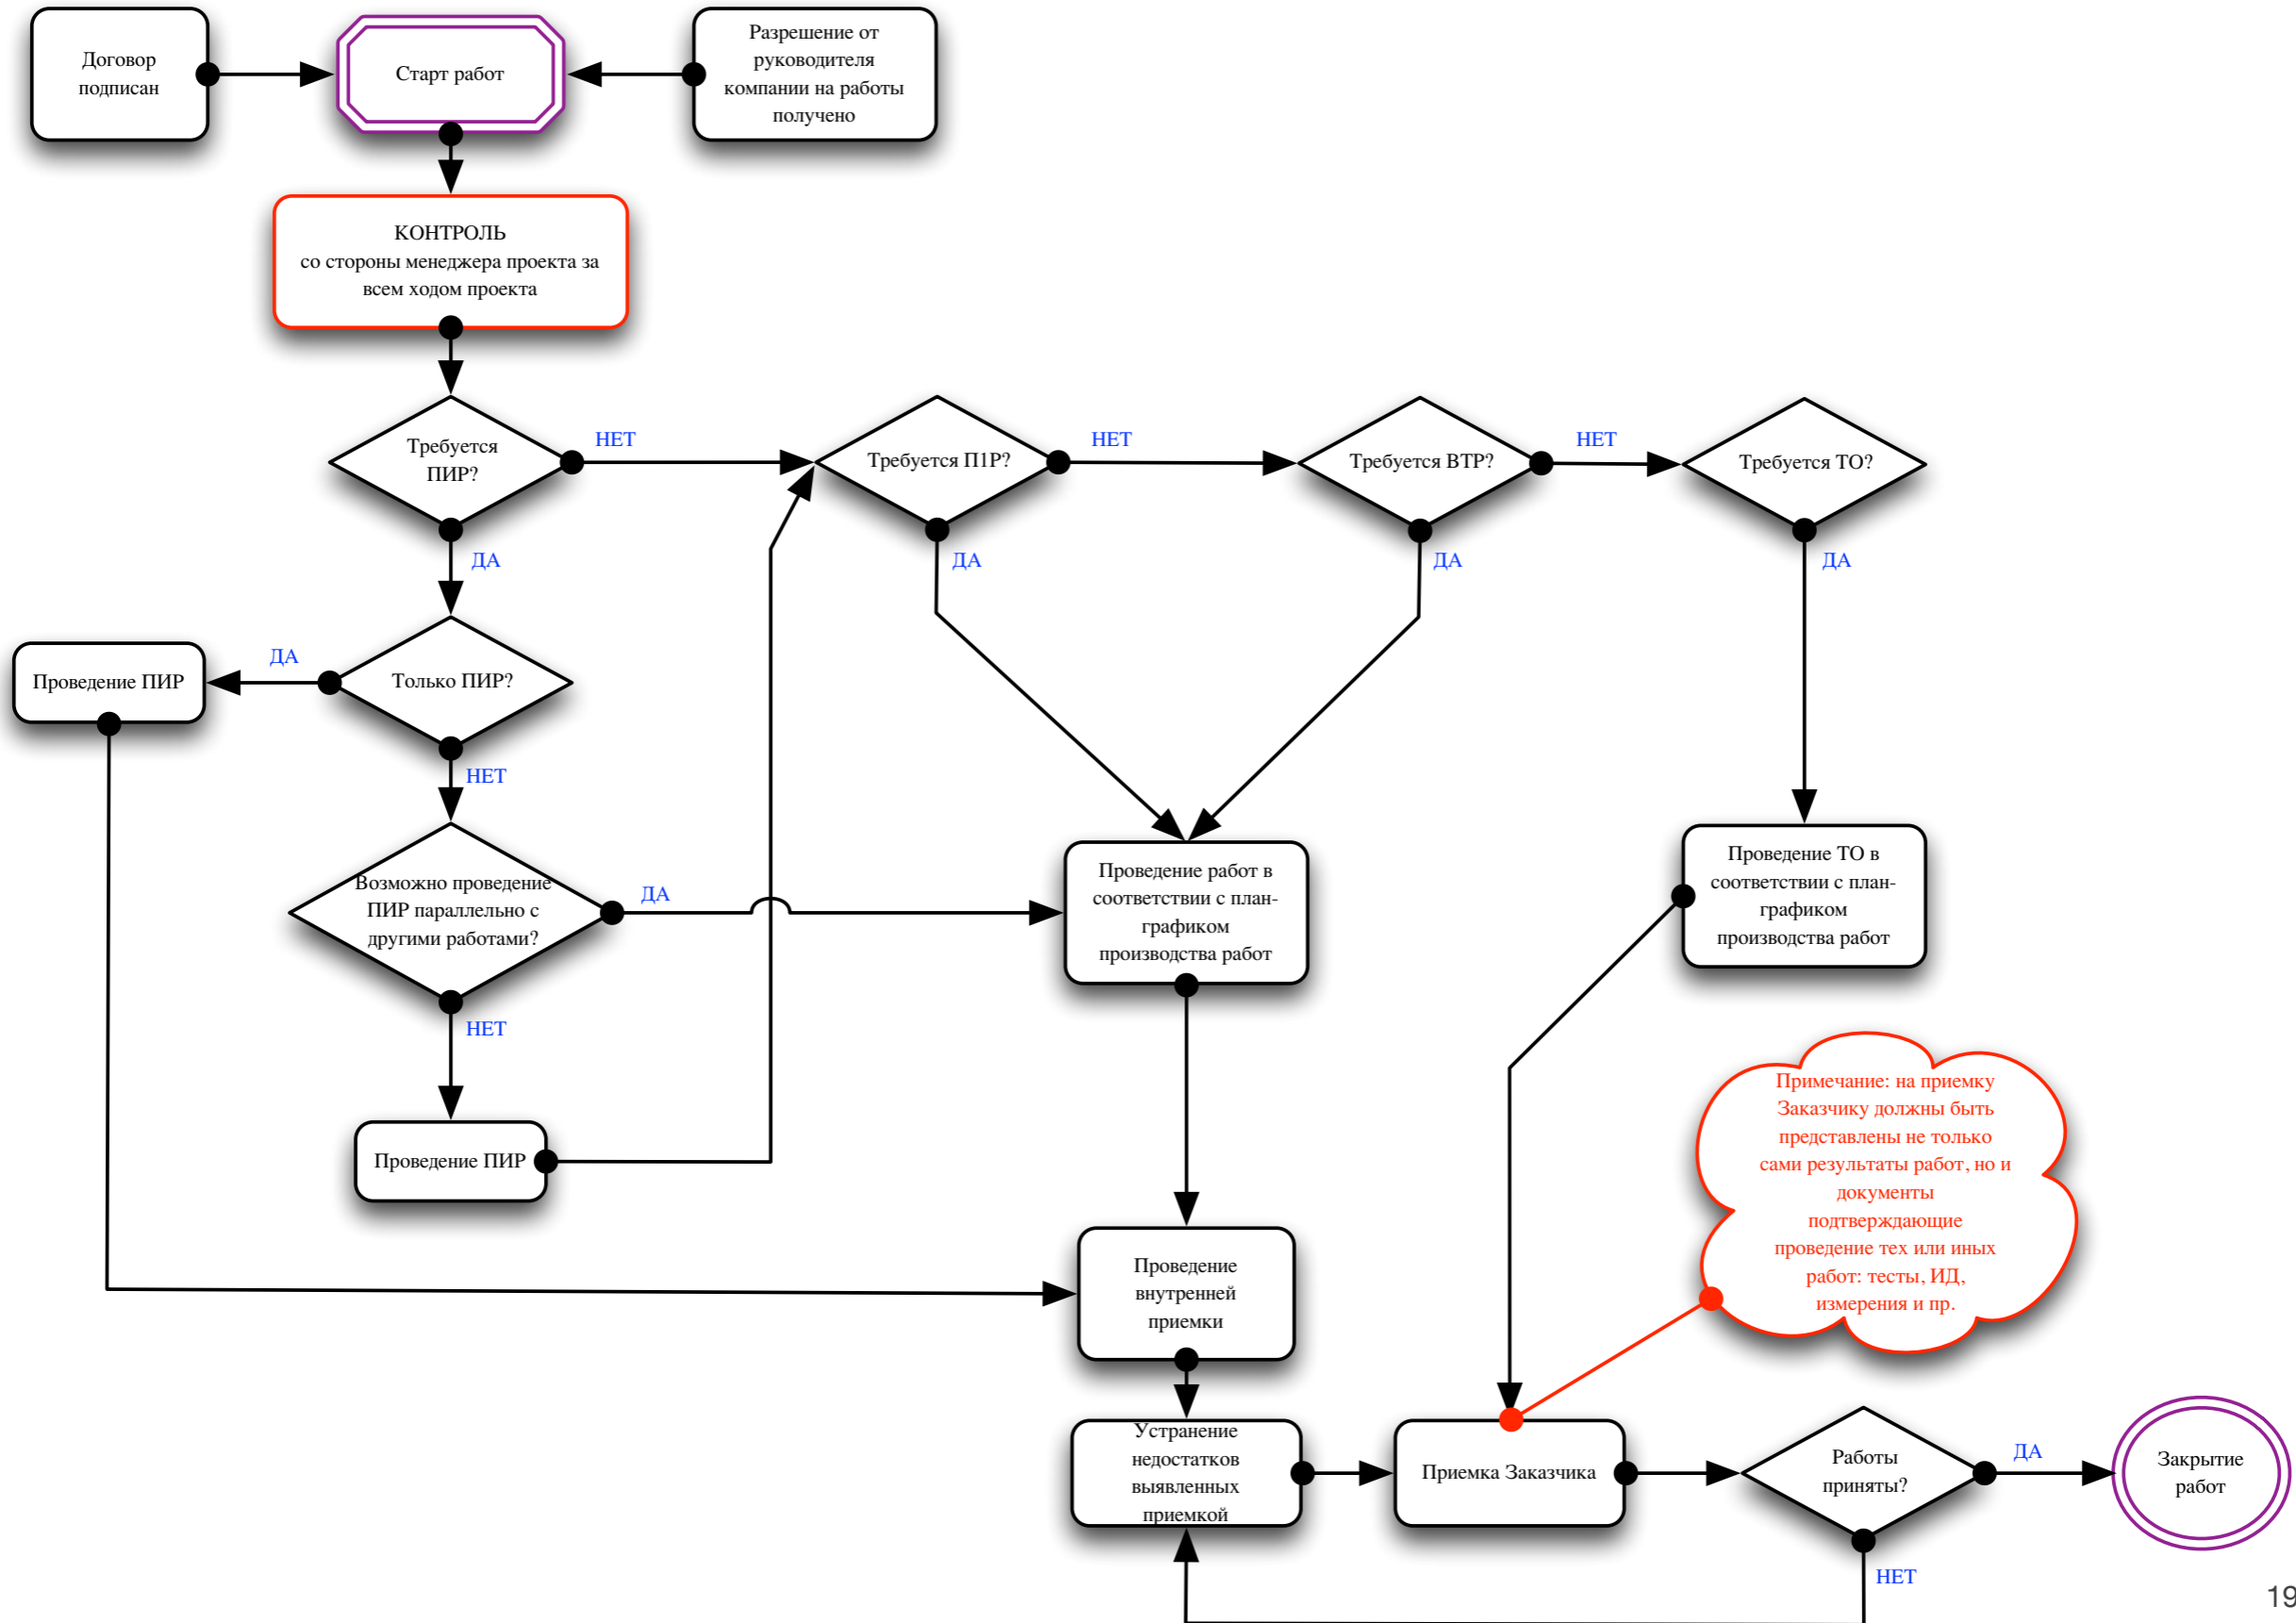 Договор
подписан
Старт работ
Разрешение от
руководителя
компании на работы
получено
КОНТРОЛЬ
со стороны менеджера проекта за
всем ходом проекта
Требуется
ПИР?
НЕТ
Требуется П1Р?
НЕТ
Требуется ВТР?
НЕТ
Требуется ТО?
ДА
ДА
ДА
ДА
Проведение ПИР
ДА
Только ПИР?
НЕТ
Возможно проведение
ПИР параллельно с
другими работами?
ДА
НЕТ
Проведение работ в
соответствии с план-
графиком
производства работ
Проведение ТО в
соответствии с план-
графиком
производства работ
Проведение ПИР
Примечание: на приемку
Заказчику должны быть
представлены не только
сами результаты работ, но и
документы
подтверждающие
проведение тех или иных
работ: тесты, ИД,
измерения и пр.
Проведение
внутренней
приемки
Устранение
недостатков
выявленных
приемкой
Приемка Заказчика
Работы
приняты?
ДА
Закрытие
работ
НЕТ
19